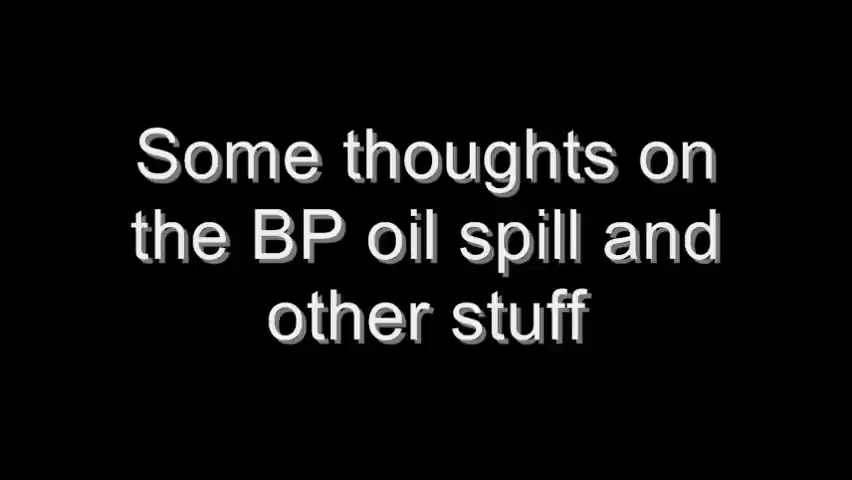 Some thoughts on
the BP oil spill and
other stuff